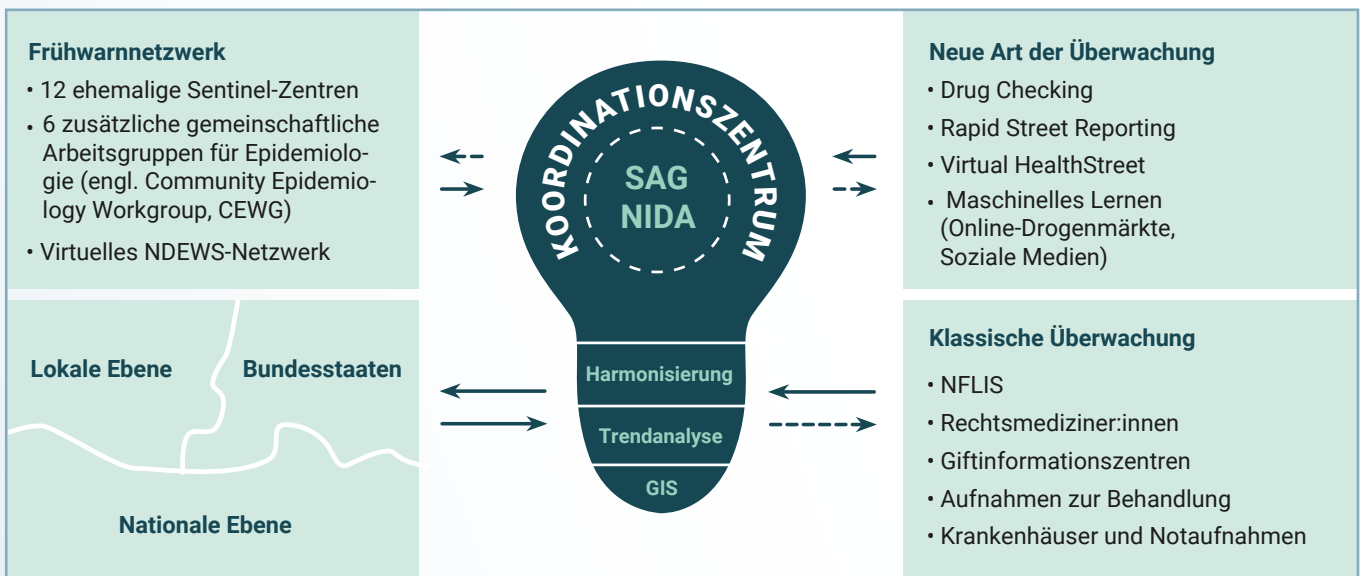 Frühwarnnetzwerk
• 12 ehemalige Sentinel-Zentren
• 6 zusätzliche gemeinschaftliche
Arbeitsgruppen für Epidemiolo-
gie (engl. Community Epidemio-
logy Workgroup, CEWG)
• Virtuelles NDEWS-Netzwerk
Lokale Ebene
Bundesstaaten
Nationale Ebene
KOORDINATIONSZENTRUM
SAG
NIDA
Harmonisierung
Trendanalyse
GIS
Neue Art der Überwachung
• Drug Checking
• Rapid Street Reporting
• Virtual HealthStreet
• Maschinelles Lernen
(Online-Drogenmärkte,
Soziale Medien)
Klassische Überwachung
• NFLIS
• Rechtsmediziner:innen
• Giftinformationszentren
• Aufnahmen zur Behandlung
• Krankenhäuser und Notaufnahmen